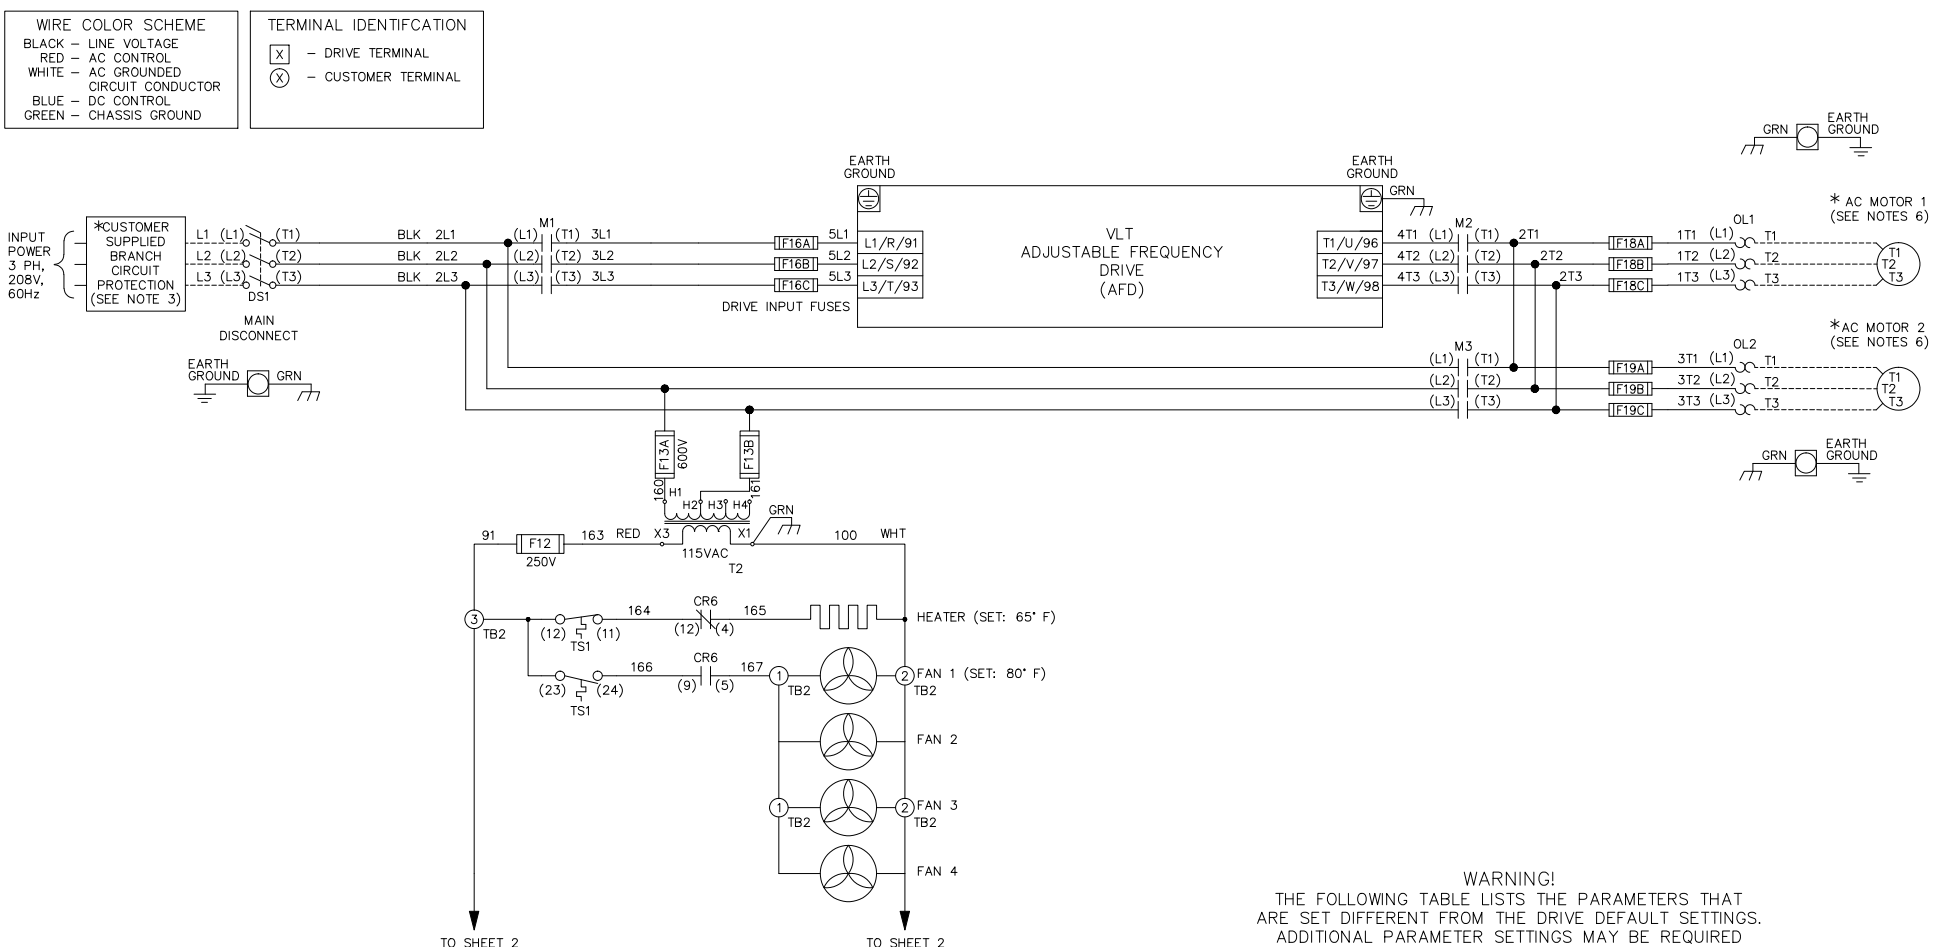 WIRE COLOR SCHEME
BLACK – LINE VOLTAGE
RED – AC CONTROL
WHITE – AC GROUNDED
CIRCUIT CONDUCTOR
BLUE – DC CONTROL
GREEN – CHASSIS GROUND
TERMINAL IDENTIFCATION
X – DRIVE TERMINAL
X – CUSTOMER TERMINAL
GRN
EARTH
GROUND
INPUT
POWER
3 PH,
208V,
60Hz
*CUSTOMER
SUPPLIED
BRANCH
CIRCUIT
PROTECTION
(SEE NOTE 3)
L1 (L1) (T1) BLK 2L1 (L1) M1 (T1) 3L1 F16A 5L1 L1/R/91
L2 (L2) (T2) BLK 2L2 (L2) (T2) 3L2 F16B 5L2 L2/S/92
L3 (L3) (T3) BLK 2L3 (L3) (T3) 3L3 F16C 5L3 L3/T/93
DS1
MAIN
DISCONNECT
DRIVE INPUT FUSES
EARTH
GROUND
GRN
EARTH
GROUND
VLT
ADJUSTABLE FREQUENCY
DRIVE
(AFD)
EARTH
GROUND
GRN
T1/U/96 4T1 (L1) M2 (T1) 2T1 F18A 1T1 (L1) OL1 T1
T2/V/97 4T2 (L2) (T2) 2T2 F18B 1T2 (L2) T2
T3/W/98 4T3 (L3) (T3) 2T3 F18C 1T3 (L3) T3
* AC MOTOR 1
(SEE NOTES 6)
T1
T2
T3
M3
(L1) (T1) F19A 3T1 (L1) OL2 T1
(L2) (T2) F19B 3T2 (L2) T2
(L3) (T3) F19C 3T3 (L3) T3
*AC MOTOR 2
(SEE NOTES 6)
T1
T2
T3
GRN
EARTH
GROUND
F13A
600V
F13B
160
161
H1
H2 H3 H4
GRN
91 F12 163 RED X3 X1 100 WHT
250V
115VAC
T2
3
TB2
(12) (11)
TS1
164
CR6
(12) (4)
165
HEATER (SET: 65° F)
(23) (24)
TS1
166
CR6
(9) (5)
167
1
TB2
2
TB2
FAN 1 (SET: 80° F)
FAN 2
1
TB2
2
TB2
FAN 3
FAN 4
TO SHEET 2
TO SHEET 2
WARNING!
THE FOLLOWING TABLE LISTS THE PARAMETERS THAT
ARE SET DIFFERENT FROM THE DRIVE DEFAULT SETTINGS.
ADDITIONAL PARAMETER SETTINGS MAY BE REQUIRED